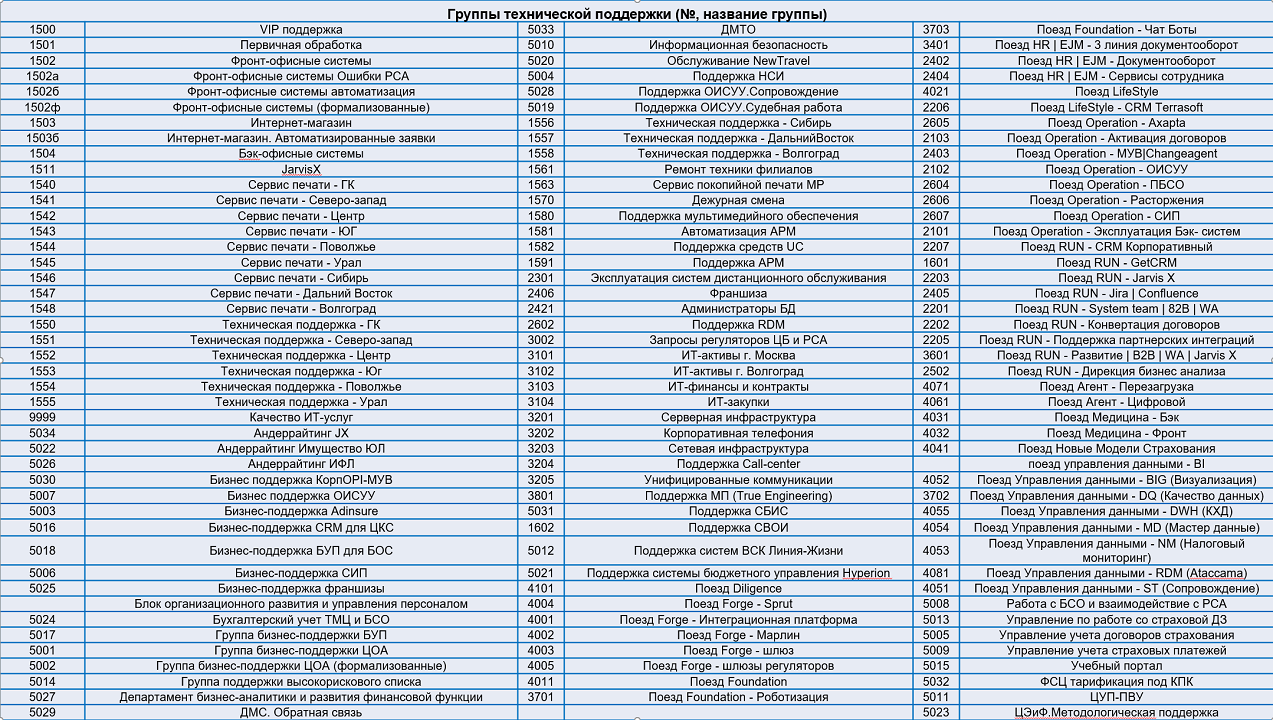 Группы технической поддержки (№, название группы)
1500 VIP поддержка 5033 ДМТО 3703 Поезд Foundation - Чат Боты
1501 Первичная обработка 5010 Информационная безопасность 3401 Поезд HR | EJM - 3 линия документооборот
1502 Фронт-офисные системы 5020 Обслуживание NewTravel 2402 Поезд HR | EJM - Документооборот
1502а Фронт-офисные системы Ошибки РСА 5004 Поддержка НСИ 2404 Поезд HR | EJM - Сервисы сотрудника
1502б Фронт-офисные системы автоматизация 5028 Поддержка ОИСУУ.Сопровождение 4021 Поезд LifeStyle
1502ф Фронт-офисные системы (формализованные) 5019 Поддержка ОИСУУ.Судебная работа 2206 Поезд LifeStyle - CRM Terrasoft
1503 Интернет-магазин 1556 Техническая поддержка - Сибирь 2605 Поезд Operation - Ахарта
1503б Интернет-магазин. Автоматизированные заявки 1557 Техническая поддержка - ДальнийВосток 2103 Поезд Operation - Активация договоров
1504 Бэк-офисные системы 1558 Техническая поддержка - Волгоград 2403 Поезд Operation - МУВ|Changeagent
1511 JarvisX 1561 Ремонт техники филиалов 2102 Поезд Operation - ОИСУУ
1540 Сервис печати - ГК 1563 Сервис покопийной печати МР 2604 Поезд Operation - ПБСО
1541 Сервис печати - Северо-запад 1570 Дежурная смена 2606 Поезд Operation - Расторжения
1542 Сервис печати - Центр 1580 Поддержка мультимедийного обеспечения 2607 Поезд Operation - СИП
1543 Сервис печати - ЮГ 1581 Автоматизация АРМ 2101 Поезд Operation - Эксплуатация Бэк- систем
1544 Сервис печати - Поволжье 1582 Поддержка средств UC 2207 Поезд RUN - CRM Корпоративный
1545 Сервис печати - Урал 1591 Поддержка АРМ 1601 Поезд RUN - GetCRM
1546 Сервис печати - Сибирь 2301 Эксплуатация систем дистанционного обслуживания 2203 Поезд RUN - Jarvis X
1547 Сервис печати - Дальний Восток 2406 Франшиза 2405 Поезд RUN - Jira | Confluence
1548 Сервис печати - Волгоград 2421 Администраторы БД 2201 Поезд RUN - System team | 82B | WA
1550 Техническая поддержка - ГК 2602 Поддержка RDM 2202 Поезд RUN - Конвертация договоров
1551 Техническая поддержка - Северо-запад 3002 Запросы регуляторов ЦБ и РСА 2205 Поезд RUN - Поддержка партнерских интеграций
1552 Техническая поддержка - Центр 3101 ИТ-активы г. Москва 3601 Поезд RUN - Развитие | B2B | WA | Jarvis X
1553 Техническая поддержка - Юг 3102 ИТ-активы г. Волгоград 2502 Поезд RUN - Дирекция бизнес анализа
1554 Техническая поддержка - Поволжье 3103 ИТ-финансы и контракты 4071 Поезд Агент - Перезагрузка
1555 Техническая поддержка - Урал 3104 ИТ-закупки 4061 Поезд Агент - Цифровой
9999 Качество ИТ-услуг 3201 Серверная инфраструктура 4031 Поезд Медицина - Бэк
5034 Андеррайтинг JX 3202 Корпоративная телефония 4032 Поезд Медицина - Фронт
5022 Андеррайтинг Имущество ЮЛ 3203 Сетевая инфраструктура 4041 Поезд Новые Модели Страхования
5026 Андеррайтинг ИФЛ 3204 Поддержка Call-center поезд управления данными - BI
5030 Бизнес поддержка КорпОРI-МУВ 3205 Унифицированные коммуникации 4052 Поезд Управления данными - BIG (Визуализация)
5007 Бизнес поддержка ОИСУУ 3801 Поддержка МП (True Engineering) 3702 Поезд Управления данными - DQ (Качество данных)
5003 Бизнес-поддержка Adinsure 5031 Поддержка СБИС 4055 Поезд Управления данными - DWH (КХД)
5016 Бизнес-поддержка CRM для ЦКС 1602 Поддержка СВОИ 4054 Поезд Управления данными - MD (Мастер данные)
5018 Бизнес-поддержка БУП для БОС 5012 Поддержка систем ВСК Линия-Жизни 4053 Поезд Управления данными - NM (Налоговый
мониторинг)
5006 Бизнес-поддержка СИП 5021 Поддержка системы бюджетного управления Hyperion 4081 Поезд Управления данными - RDM (Ataccama)
5025 Бизнес-поддержка франшизы 4101 Поезд Diligence 4051 Поезд Управления данными - ST (Сопровождение)
Блок организационного развития и управления персоналом 4004 Поезд Forge - Sprut 5008 Работа с БСО и взаимодействие с РСА
5024 Бухгалтерский учет ТМЦ и БСО 4001 Поезд Forge - Интеграционная платформа 5013 Управление по работе со страховой ДЗ
5017 Группа бизнес-поддержки БУП 4002 Поезд Forge - Марлин 5005 Управление учета договоров страхования
5001 Группа бизнес-поддержки ЦОА 4003 Поезд Forge - шлюз 5009 Управление учета страховых платежей
5002 Группа бизнес-поддержки ЦОА (формализованные) 4005 Поезд Forge - шлюзы регуляторов 5015 Учебный портал
5014 Группа поддержки высокорискового списка 4011 Поезд Foundation 5032 ФСЦ тарификация под КПК
5027 Департамент бизнес-аналитики и развития финансовой функции 3701 Поезд Foundation - Роботизация 5011 ЦУП-ПВУ
5029 ДМС. Обратная связь 5023 ЦЭиФ.Методологическая поддержка